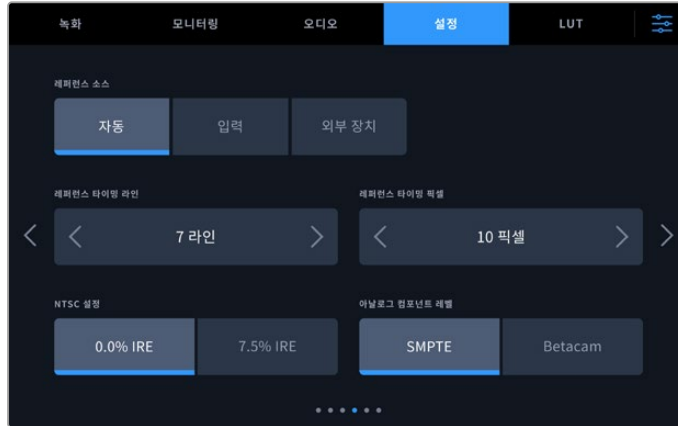 녹화 모니터링 오디오 설정 LUT
레퍼런스 소스
자동 입력 외부 장치
레퍼런스 타이밍 라인 레퍼런스 타이밍 픽셀
7 라인 10 픽셀
NTSC 설정 아날로그 컴포넌트 레벨
0.0% IRE 7.5% IRE SMPTE Betacam